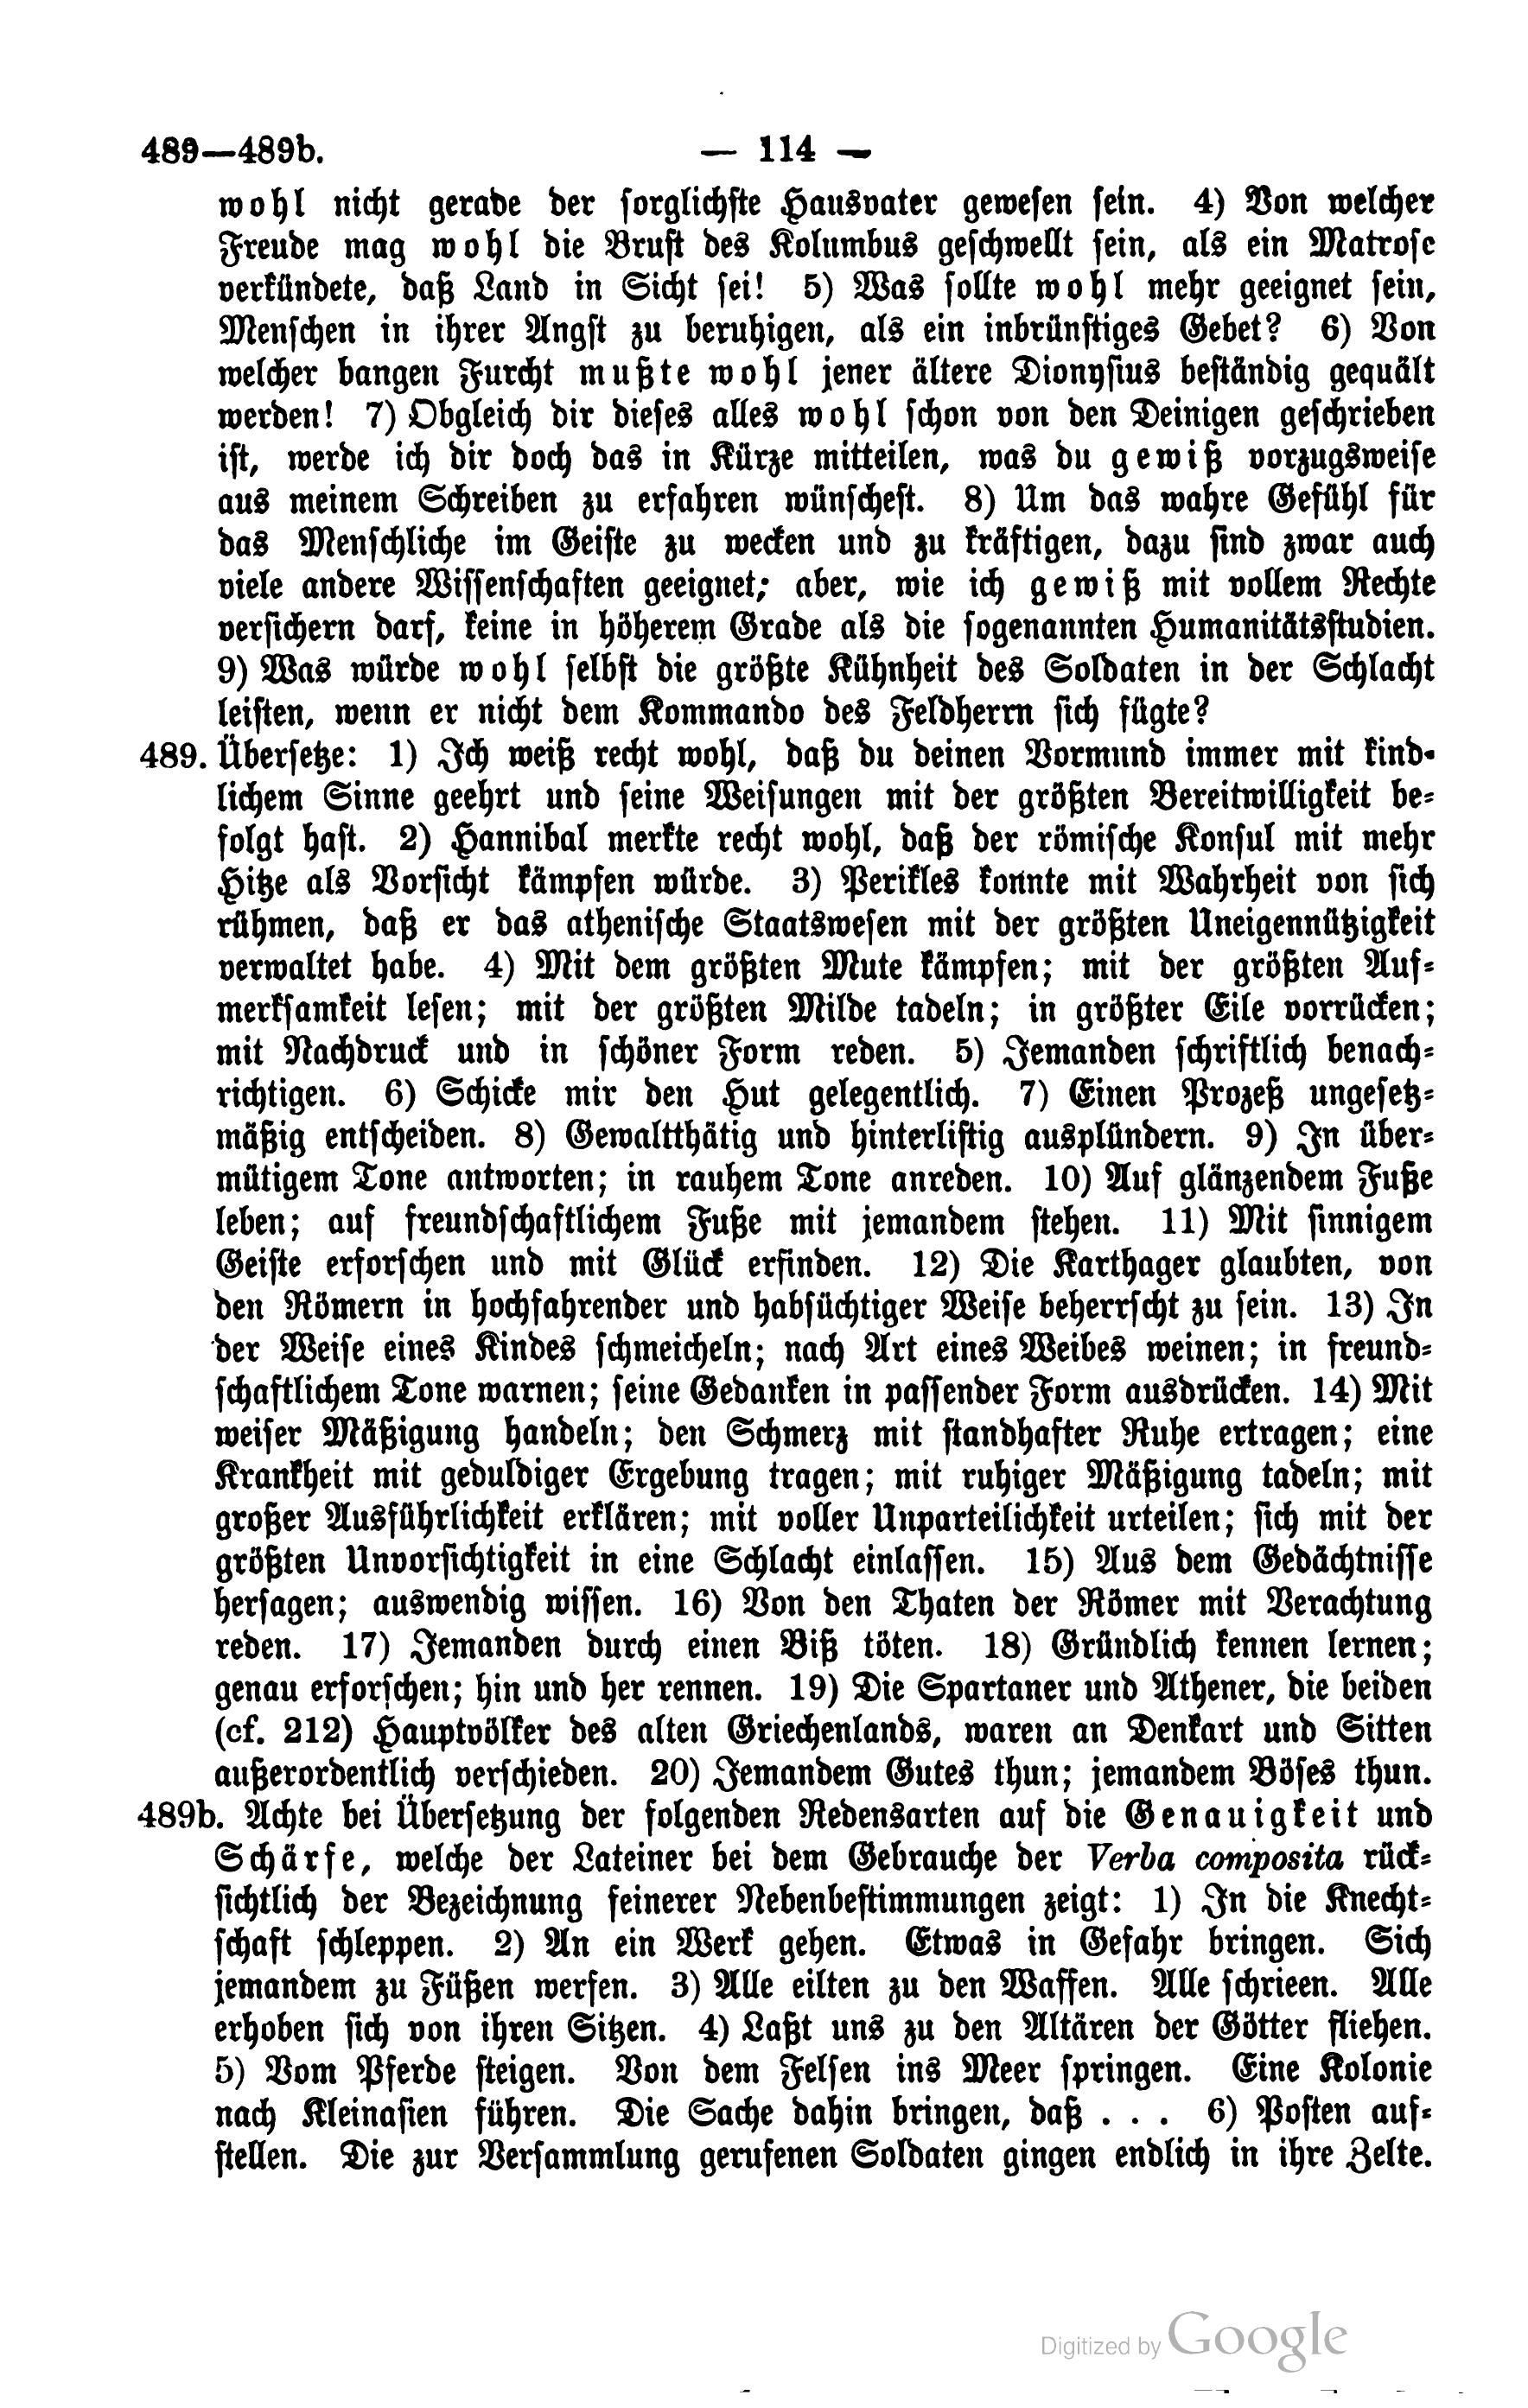 489—489b. — 114 —
wohl nicht gerade der sorglichste Hausvater gewesen sein. 4) Von welcher
Freude mag wohl die Brust des Kolumbus geschwellt sein, als ein Matrose
verkündete, daß Land in Sicht sei! 5) Was sollte wohl mehr geeignet sein,
Menschen in ihrer Angst zu beruhigen, als ein inbrünstiges Gebet? 6) Von
welcher bangen Furcht mußte wohl jener ältere Dionysius beständig gequält
werden! 7) Obgleich dir dieses alles wohl schon von den Deinigen geschrieben
ist, werde ich dir doch das in Kürze mitteilen, was du gewiß vorzugsweise
aus meinem Schreiben zu erfahren wünschest. 8) Um das wahre Gefühl für
das Menschliche im Geiste zu wecken und zu kräftigen, dazu sind zwar auch
viele andere Wissenschaften geeignet; aber, wie ich gewiß mit vollem Rechte
versichern darf, keine in höherem Grade als die sogenannten Humanitätsstudien.
9) Was würde wohl selbst die größte Kühnheit des Soldaten in der Schlacht
leisten, wenn er nicht dem Kommando des Feldherrn sich fügte?
489. Übersetze: 1) Ich weiß recht wohl, daß du deinen Vormund immer mit kind-
lichem Sinne geehrt und seine Weisungen mit der größten Bereitwilligkeit be-
folgt hast. 2) Hannibal merkte recht wohl, daß der römische Konsul mit mehr
Hitze als Vorsicht kämpfen würde. 3) Perikles konnte mit Wahrheit von sich
rühmen, daß er das athenische Staatswesen mit der größten Uneigennützigkeit
verwaltet habe. 4) Mit dem größten Mute kämpfen; mit der größten Auf-
merksamkeit lesen; mit der größten Milde tadeln; in größter Eile vorrücken;
mit Nachdruck und in schöner Form reden. 5) Jemanden schriftlich benach-
richtigen. 6) Schicke mir den Hut gelegentlich. 7) Einen Prozeß ungesetz-
mäßig entscheiden. 8) Gewaltthätig und hinterlistig ausplündern. 9) In über-
mütigem Tone antworten; in rauhem Tone anreden. 10) Auf glänzendem Fuße
leben; auf freundschaftlichem Fuße mit jemandem stehen. 11) Mit sinnigem
Geiste erforschen und mit Glück erfinden. 12) Die Karthager glaubten, von
den Römern in hochfahrender und habsüchtiger Weise beherrscht zu sein. 13) In
der Weise eines Kindes schmeicheln; nach Art eines Weibes weinen; in freund-
schaftlichem Tone warnen; seine Gedanken in passender Form ausdrücken. 14) Mit
weiser Mäßigung handeln; den Schmerz mit standhafter Ruhe ertragen; eine
Krankheit mit geduldiger Ergebung tragen; mit ruhiger Mäßigung tadeln; mit
großer Ausführlichkeit erklären; mit voller Unparteilichkeit urteilen; sich mit der
größten Unvorsichtigkeit in eine Schlacht einlassen. 15) Aus dem Gedächtnisse
hersagen; auswendig wissen. 16) Von den Thaten der Römer mit Verachtung
reden. 17) Jemanden durch einen Biß töten. 18) Gründlich kennen lernen;
genau erforschen; hin und her rennen. 19) Die Spartaner und Athener, die beiden
(cf. 212) Hauptvölker des alten Griechenlands, waren an Denkart und Sitten
außerordentlich verschieden. 20) Jemandem Gutes thun; jemandem Böses thun.
489b. Achte bei Übersetzung der folgenden Redensarten auf die Genauigkeit und
Schärfe, welche der Lateiner bei dem Gebrauche der Verba composita rück-
sichtlich der Bezeichnung feinerer Nebenbestimmungen zeigt: 1) In die Knecht-
schaft schleppen. 2) An ein Werk gehen. Etwas in Gefahr bringen. Sich
jemandem zu Füßen werfen. 3) Alle eilten zu den Waffen. Alle schrieen. Alle
erhoben sich von ihren Sitzen. 4) Laßt uns zu den Altären der Götter fliehen.
5) Vom Pferde steigen. Von dem Felsen ins Meer springen. Eine Kolonie
nach Kleinasien führen. Die Sache dahin bringen, daß . . . 6) Posten auf-
stellen. Die zur Versammlung gerufenen Soldaten gingen endlich in ihre Zelte.
Digitized by Google